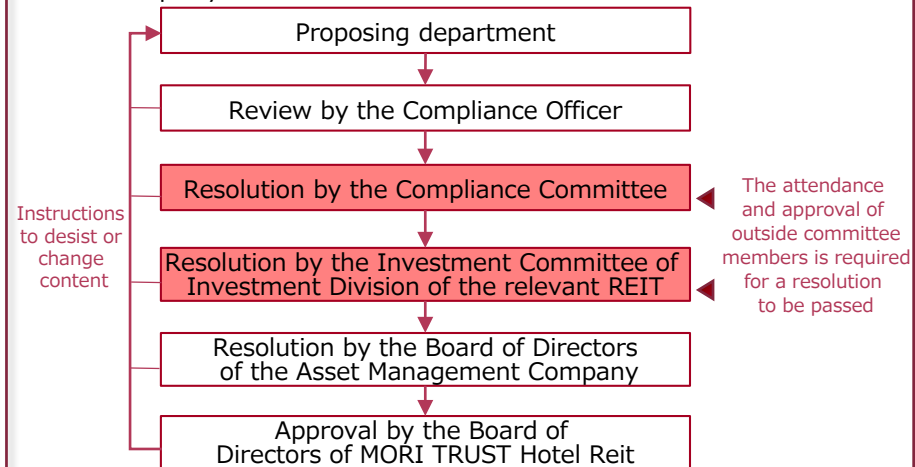 Proposing department
Review by the Compliance Officer
Resolution by the Compliance Committee
Resolution by the Investment Committee of
Investment Division of the relevant REIT
Resolution by the Board of Directors
of the Asset Management Company
Approval by the Board of
Directors of MORI TRUST Hotel Reit
Instructions
to desist or
change
content
The attendance
and approval of
outside committee
members is required
for a resolution
to be passed